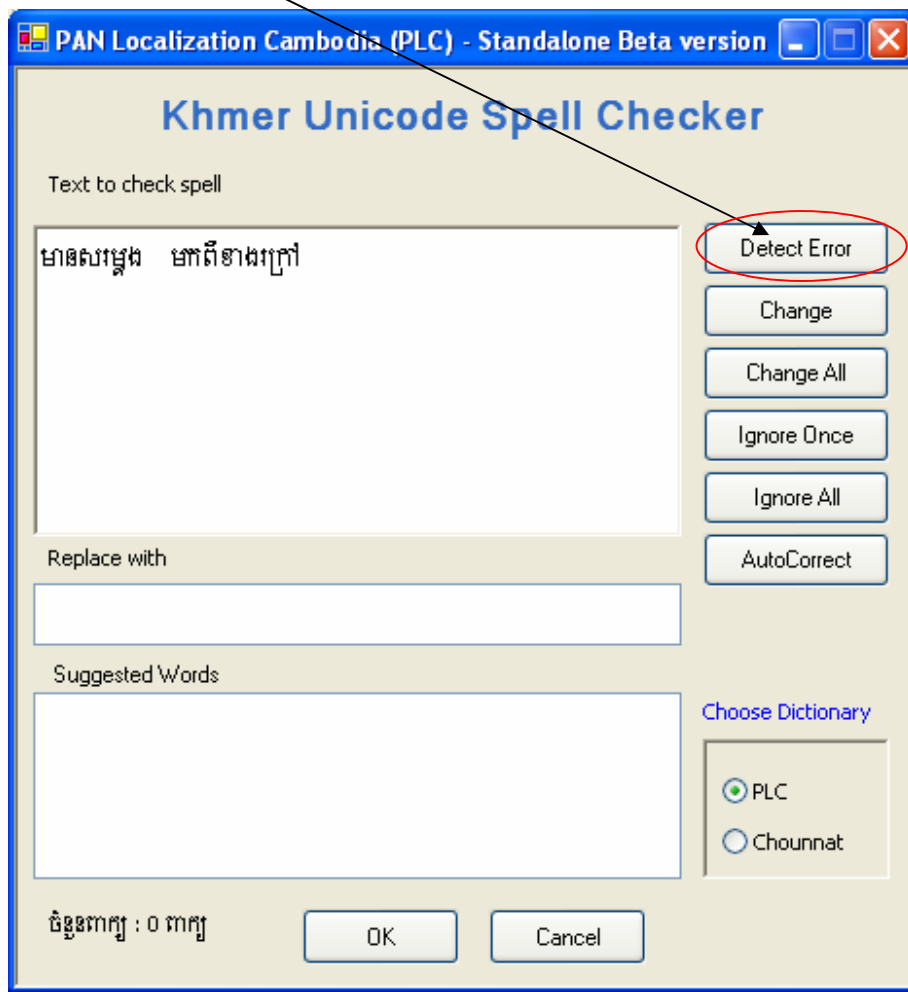 PAN Localization Cambodia (PLC) - Standalone Beta version
Khmer Unicode Spell Checker
Text to check spell
មានសម្លេង មកពីខាងក្រៅ
Detect Error
Change
Change All
Ignore Once
Ignore All
AutoCorrect
Replace with
Suggested Words
Choose Dictionary
PLC
Chounnat
ចំនួនពាក្យ : ០ ពាក្យ
OK
Cancel